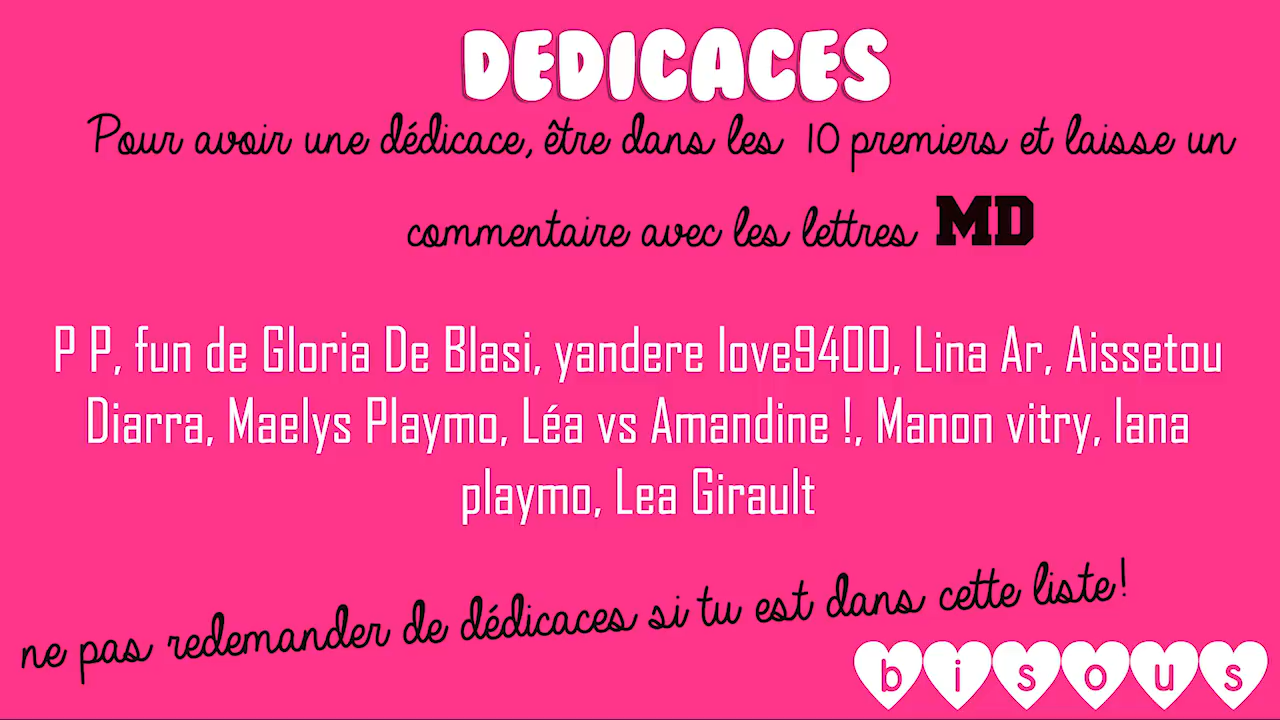 DEDICACES
Pour avoir une dédicace, être dans les 10 premiers et laisse un
commentaire avec les lettres MD
P P, fun de Gloria De Blasi, yandere love9400, Lina Ar, Aissetou
Diarra, Maelys Playmo, Léa vs Amandine !, Manon vitry, lana
playmo, Lea Girault
ne pas redemander de dédicaces si tu est dans cette liste!
bisous